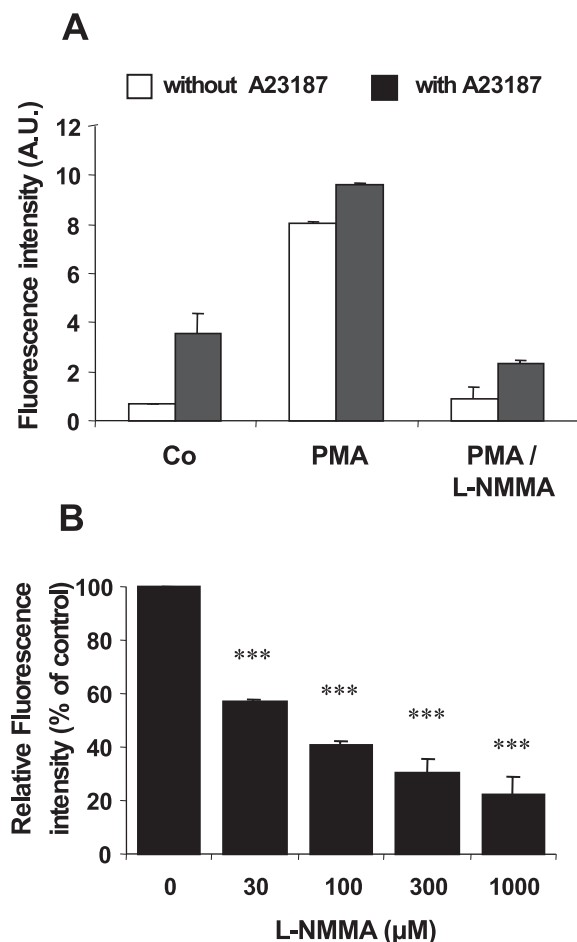 A
without A23187 with A23187
Fluorescence intensity (A.U.)
12
10
8
6
4
2
0
Co PMA PMA /
L-NMMA
B
Relative Fluorescence
intensity (% of control)
100
80
60
40
20
0
***
***
***
***
0 30 100 300 1000
L-NMMA (µM)